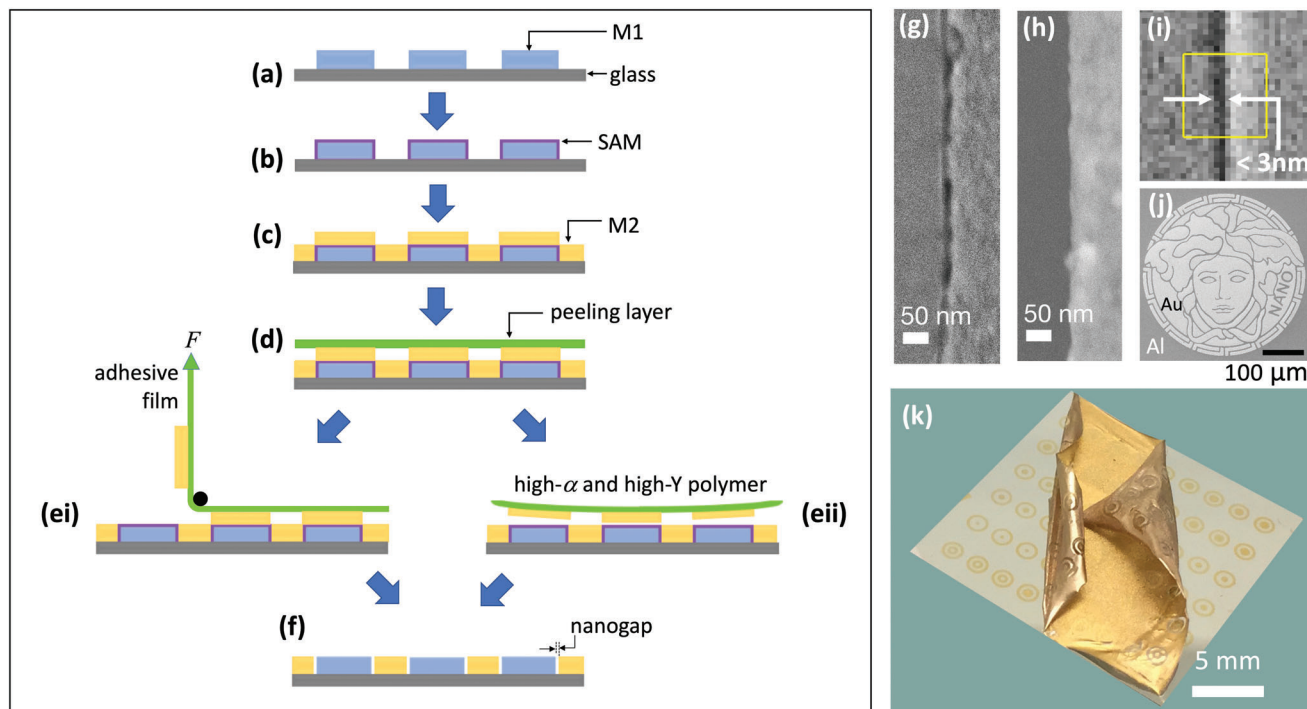 M1
(a)
glass
(b)
SAM
(c)
M2
peeling layer
(d)
F
adhesive
film
high-α and high-Y polymer
(ei)
(eii)
(f)
nanogap
(g)
50 nm
(h)
50 nm
(i)
< 3nm
(j)
Au
NANO
Al
100 µm
(k)
5 mm